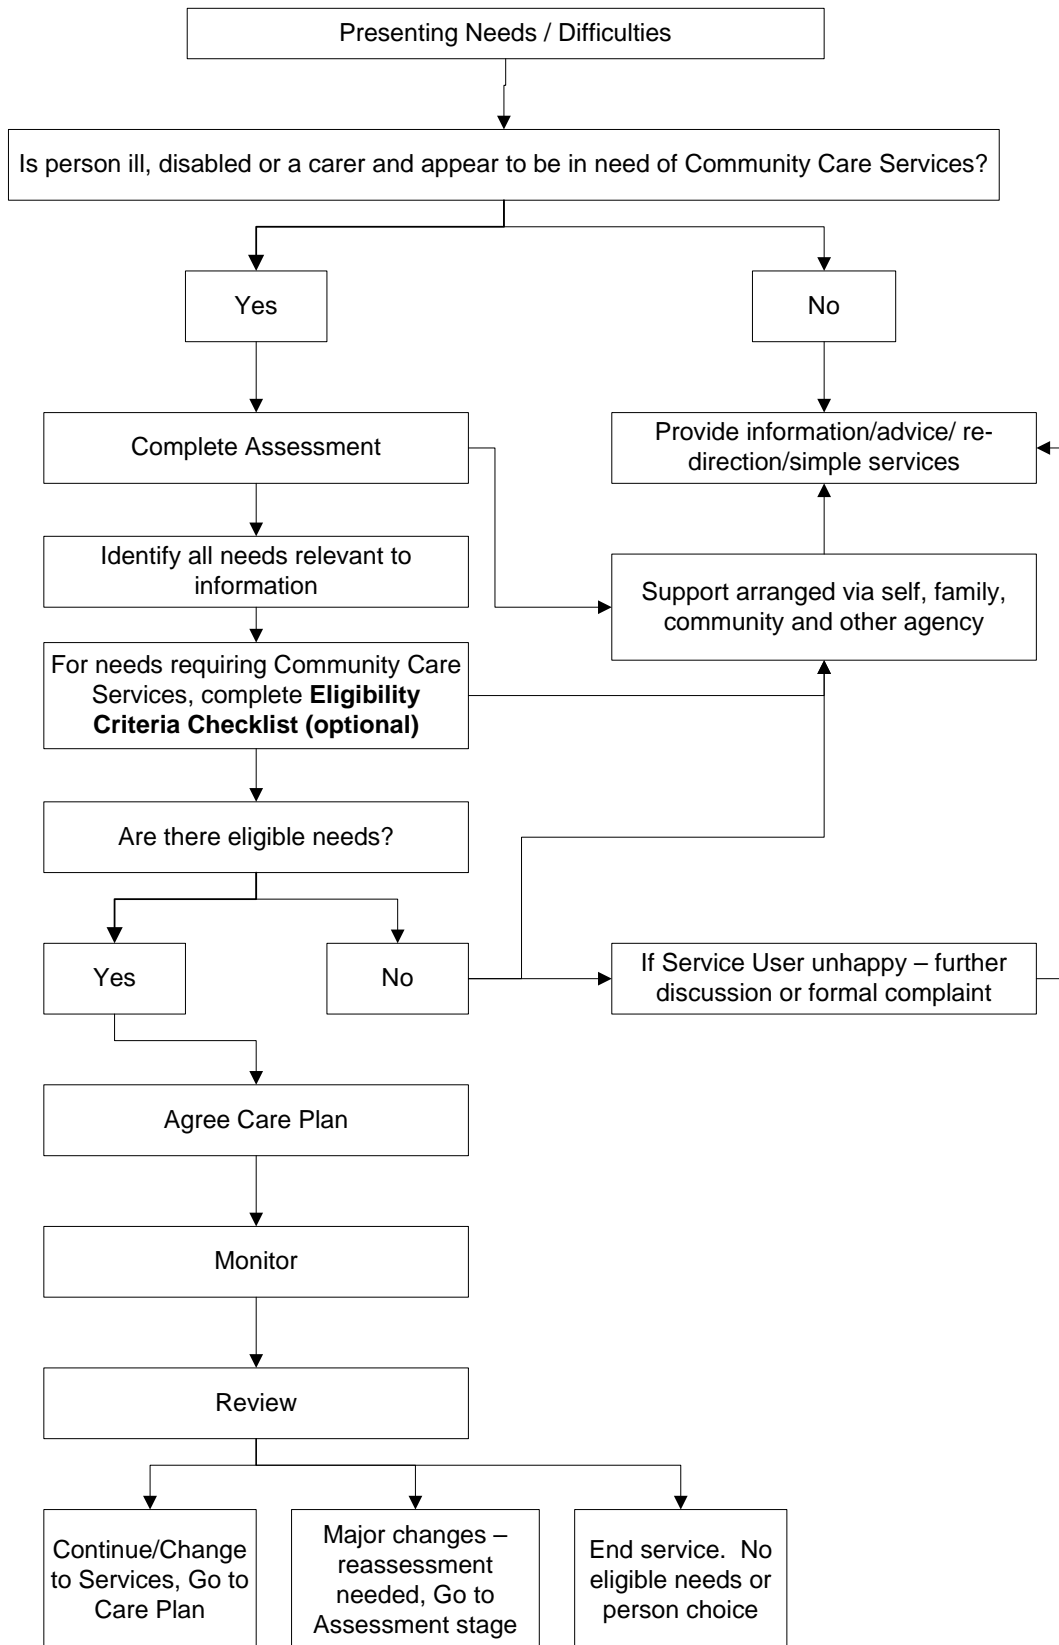 Presenting Needs / Difficulties
Is person ill, disabled or a carer and appear to be in need of Community Care Services?
Yes
No
Complete Assessment
Provide information/advice/ re-
direction/simple services
Identify all needs relevant to
information
Support arranged via self, family,
community and other agency
For needs requiring Community Care
Services, complete Eligibility
Criteria Checklist (optional)
Are there eligible needs?
Yes
No
If Service User unhappy – further
discussion or formal complaint
Agree Care Plan
Monitor
Review
Continue/Change
to Services, Go to
Care Plan
Major changes –
reassessment
needed, Go to
Assessment stage
End service.  No
eligible needs or
person choice